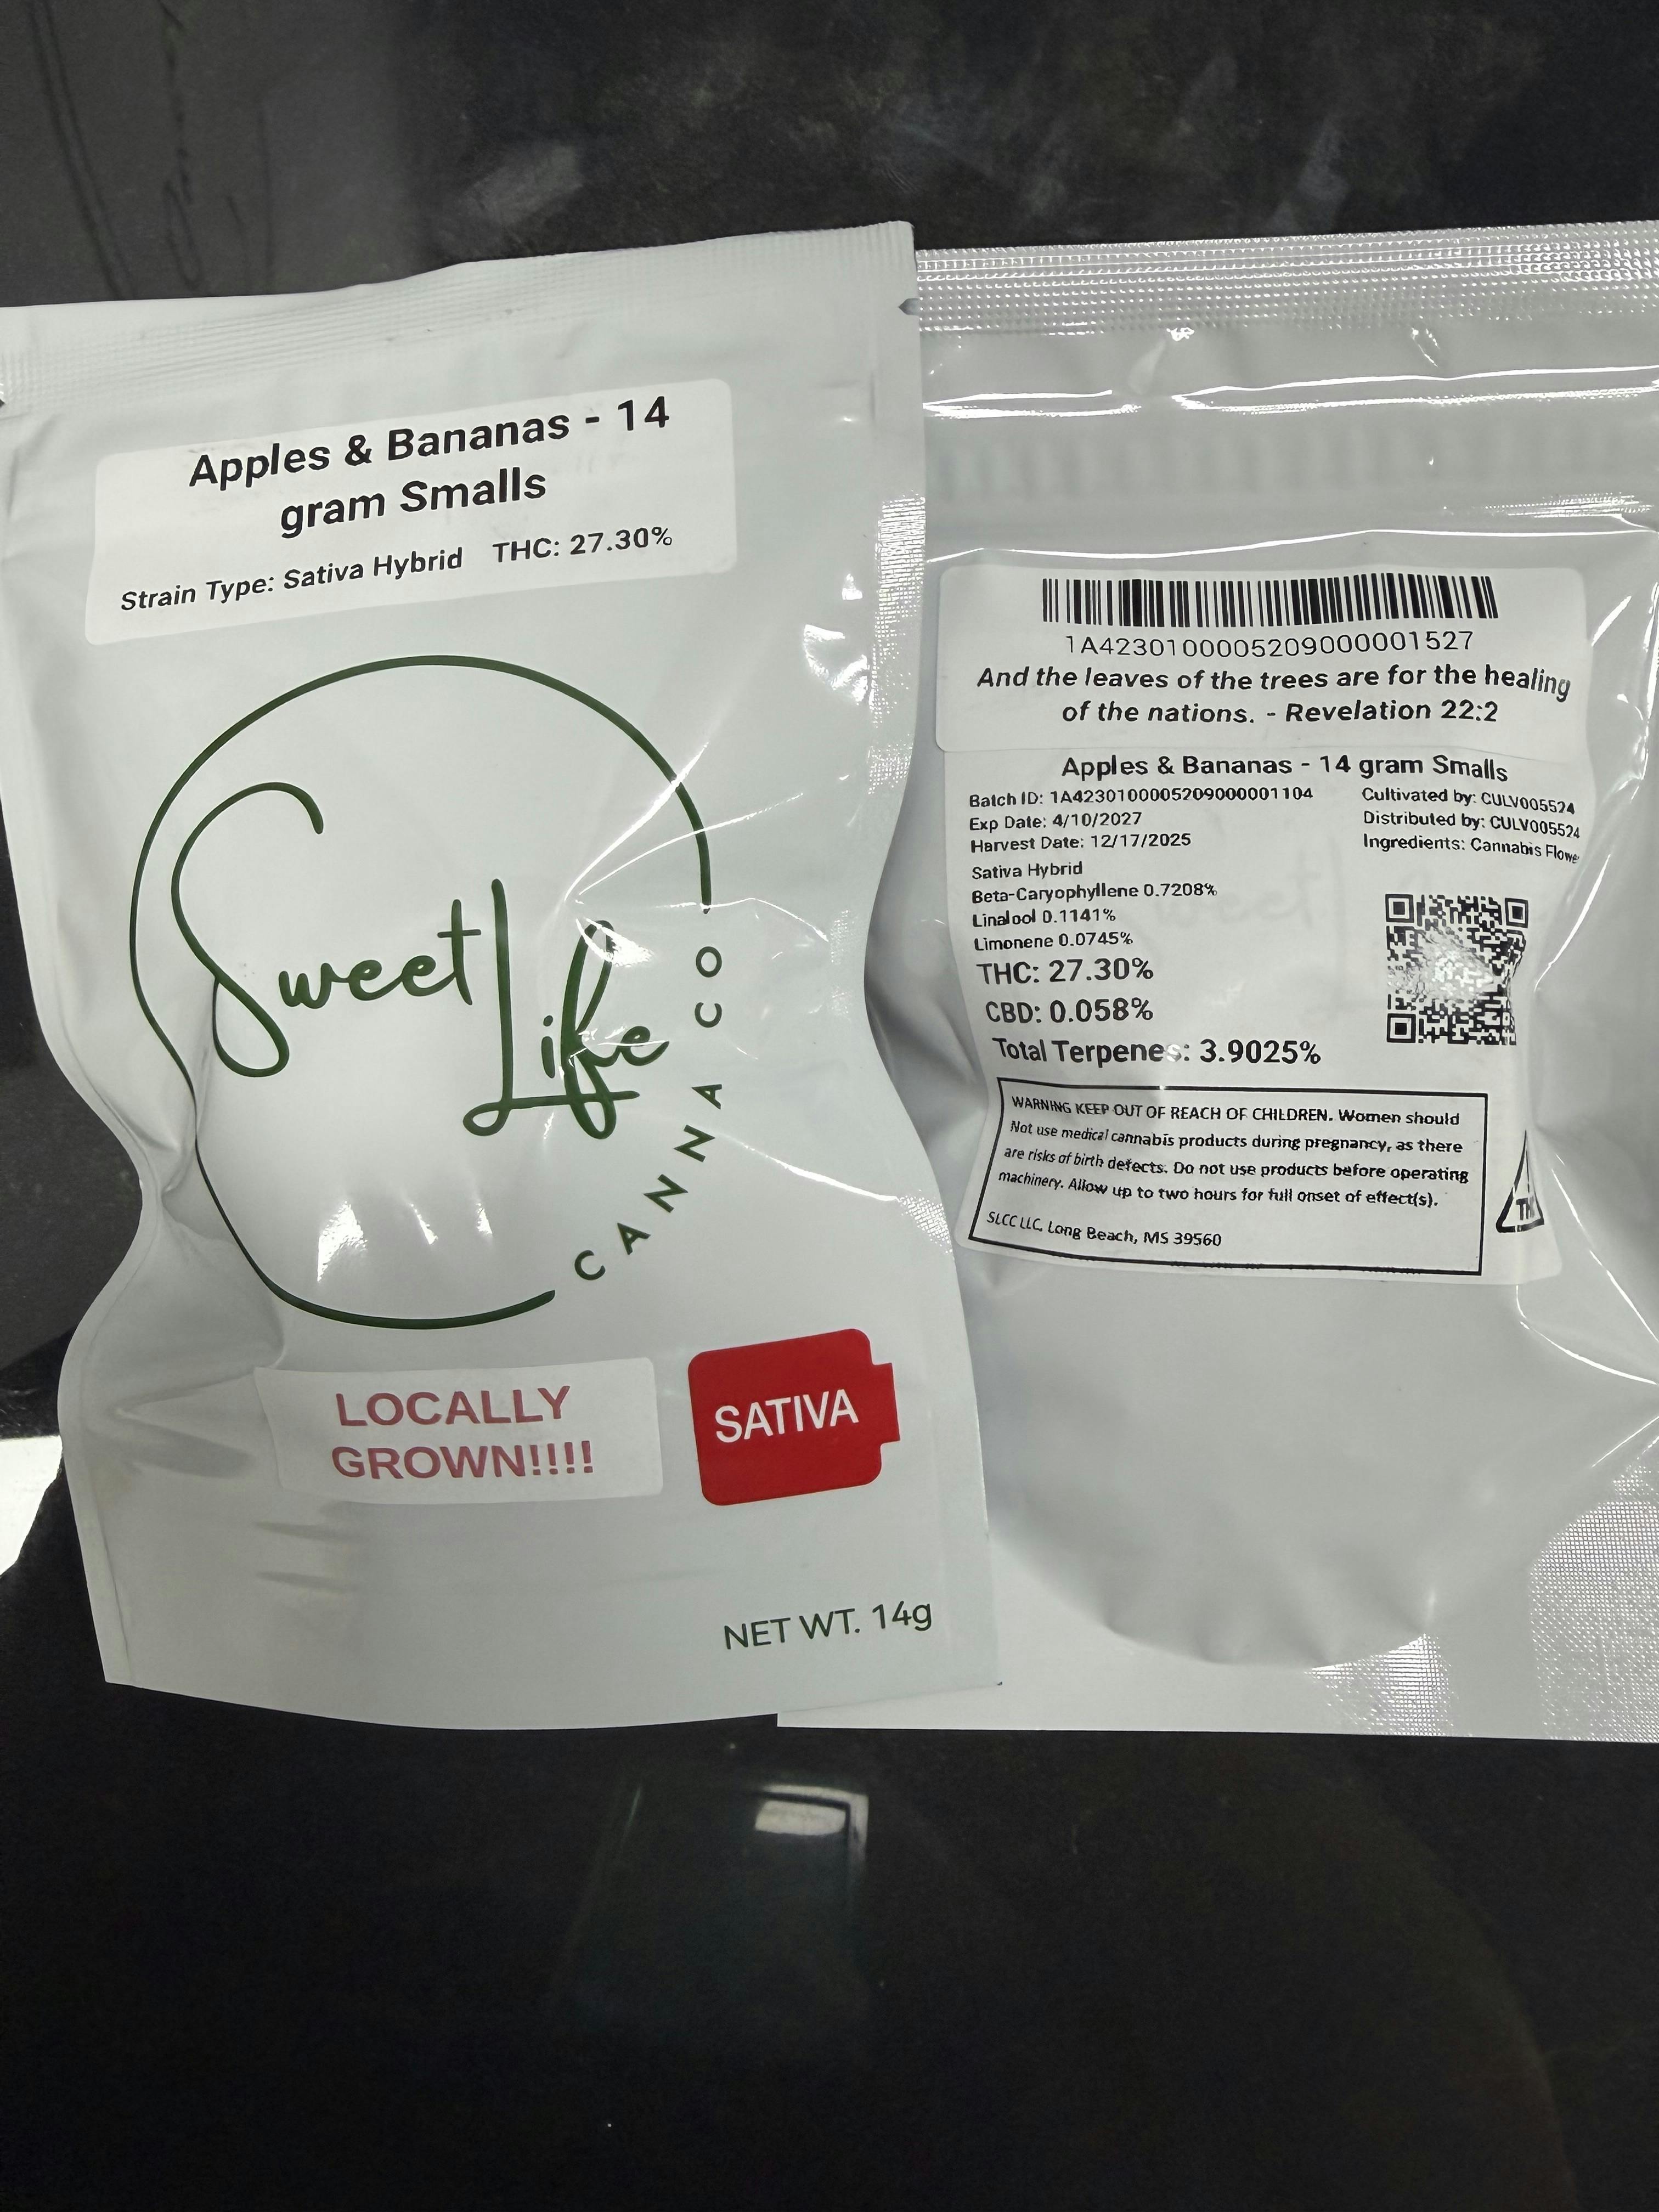 Apples & Bananas - 14
gram Smalls
Strain Type: Sativa Hybrid THC: 27.30%
Sweet
Life
CANNA CO.
LOCALLY
GROWN!!!!
SATIVA
NET WT. 14g
1A4230100005209000001527
And the leaves of the trees are for the healing
of the nations. - Revelation 22:2
Apples & Bananas - 14 gram Smalls
Batch ID: 1A4230100005209000001104
Exp Date: 4/10/2027
Harvest Date: 12/17/2025
Cultivated by: CULV005524
Distributed by: CULV005524
Ingredients: Cannabis
Sativa Hybrid
Beta-Caryophyllene 0.7208%
Linalool 0.1141%
Limonene 0.0745%
THC: 27.30%
CBD: 0.058%
Total Terpenes: 3.9025%
WARNING KEEP OUT OF REACH OF CHILDREN. Women should
Not use medical cannabis products during pregnancy, as there
are risks of birth defects. Do not use products before operating
machinery. Allow up to two hours for full onset of effect(s).
SLCC LLC, Long Beach, MS 39560